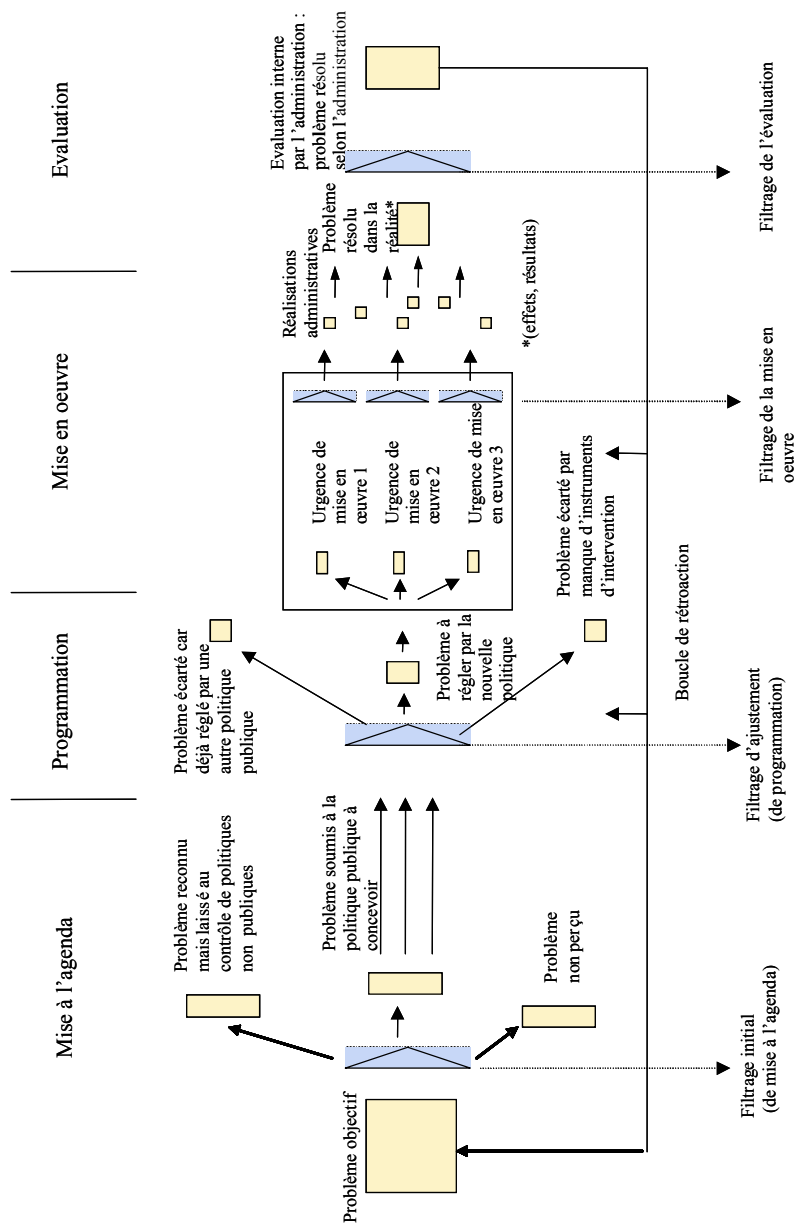 Mise à l’agenda
Programmation
Mise en oeuvre
Evaluation
Problème objectif
Problème reconnu
mais laissé au
contrôle de politiques
non publiques
Problème soumis à la
politique publique à
concevoir
Problème
non perçu
Problème écarté car
déjà réglé par une
autre politique
publique
Problème à
régler par la
nouvelle
politique
Problème écarté par
manque d’instruments
d’intervention
Urgence de
mise en
œuvre 1
Urgence de
mise en
œuvre 2
Urgence de mise
en œuvre 3
Réalisations
administratives
Problème
résolu
dans la
réalité*
*(effets, résultats)
Evaluation interne
par l ’administration :
problème résolu
selon l’administration
Boucle de rétroaction
Filtrage initial
(de mise à l’agenda)
Filtrage d’ajustement
(de programmation)
Filtrage de la mise en
oeuvre
Filtrage de l’évaluation